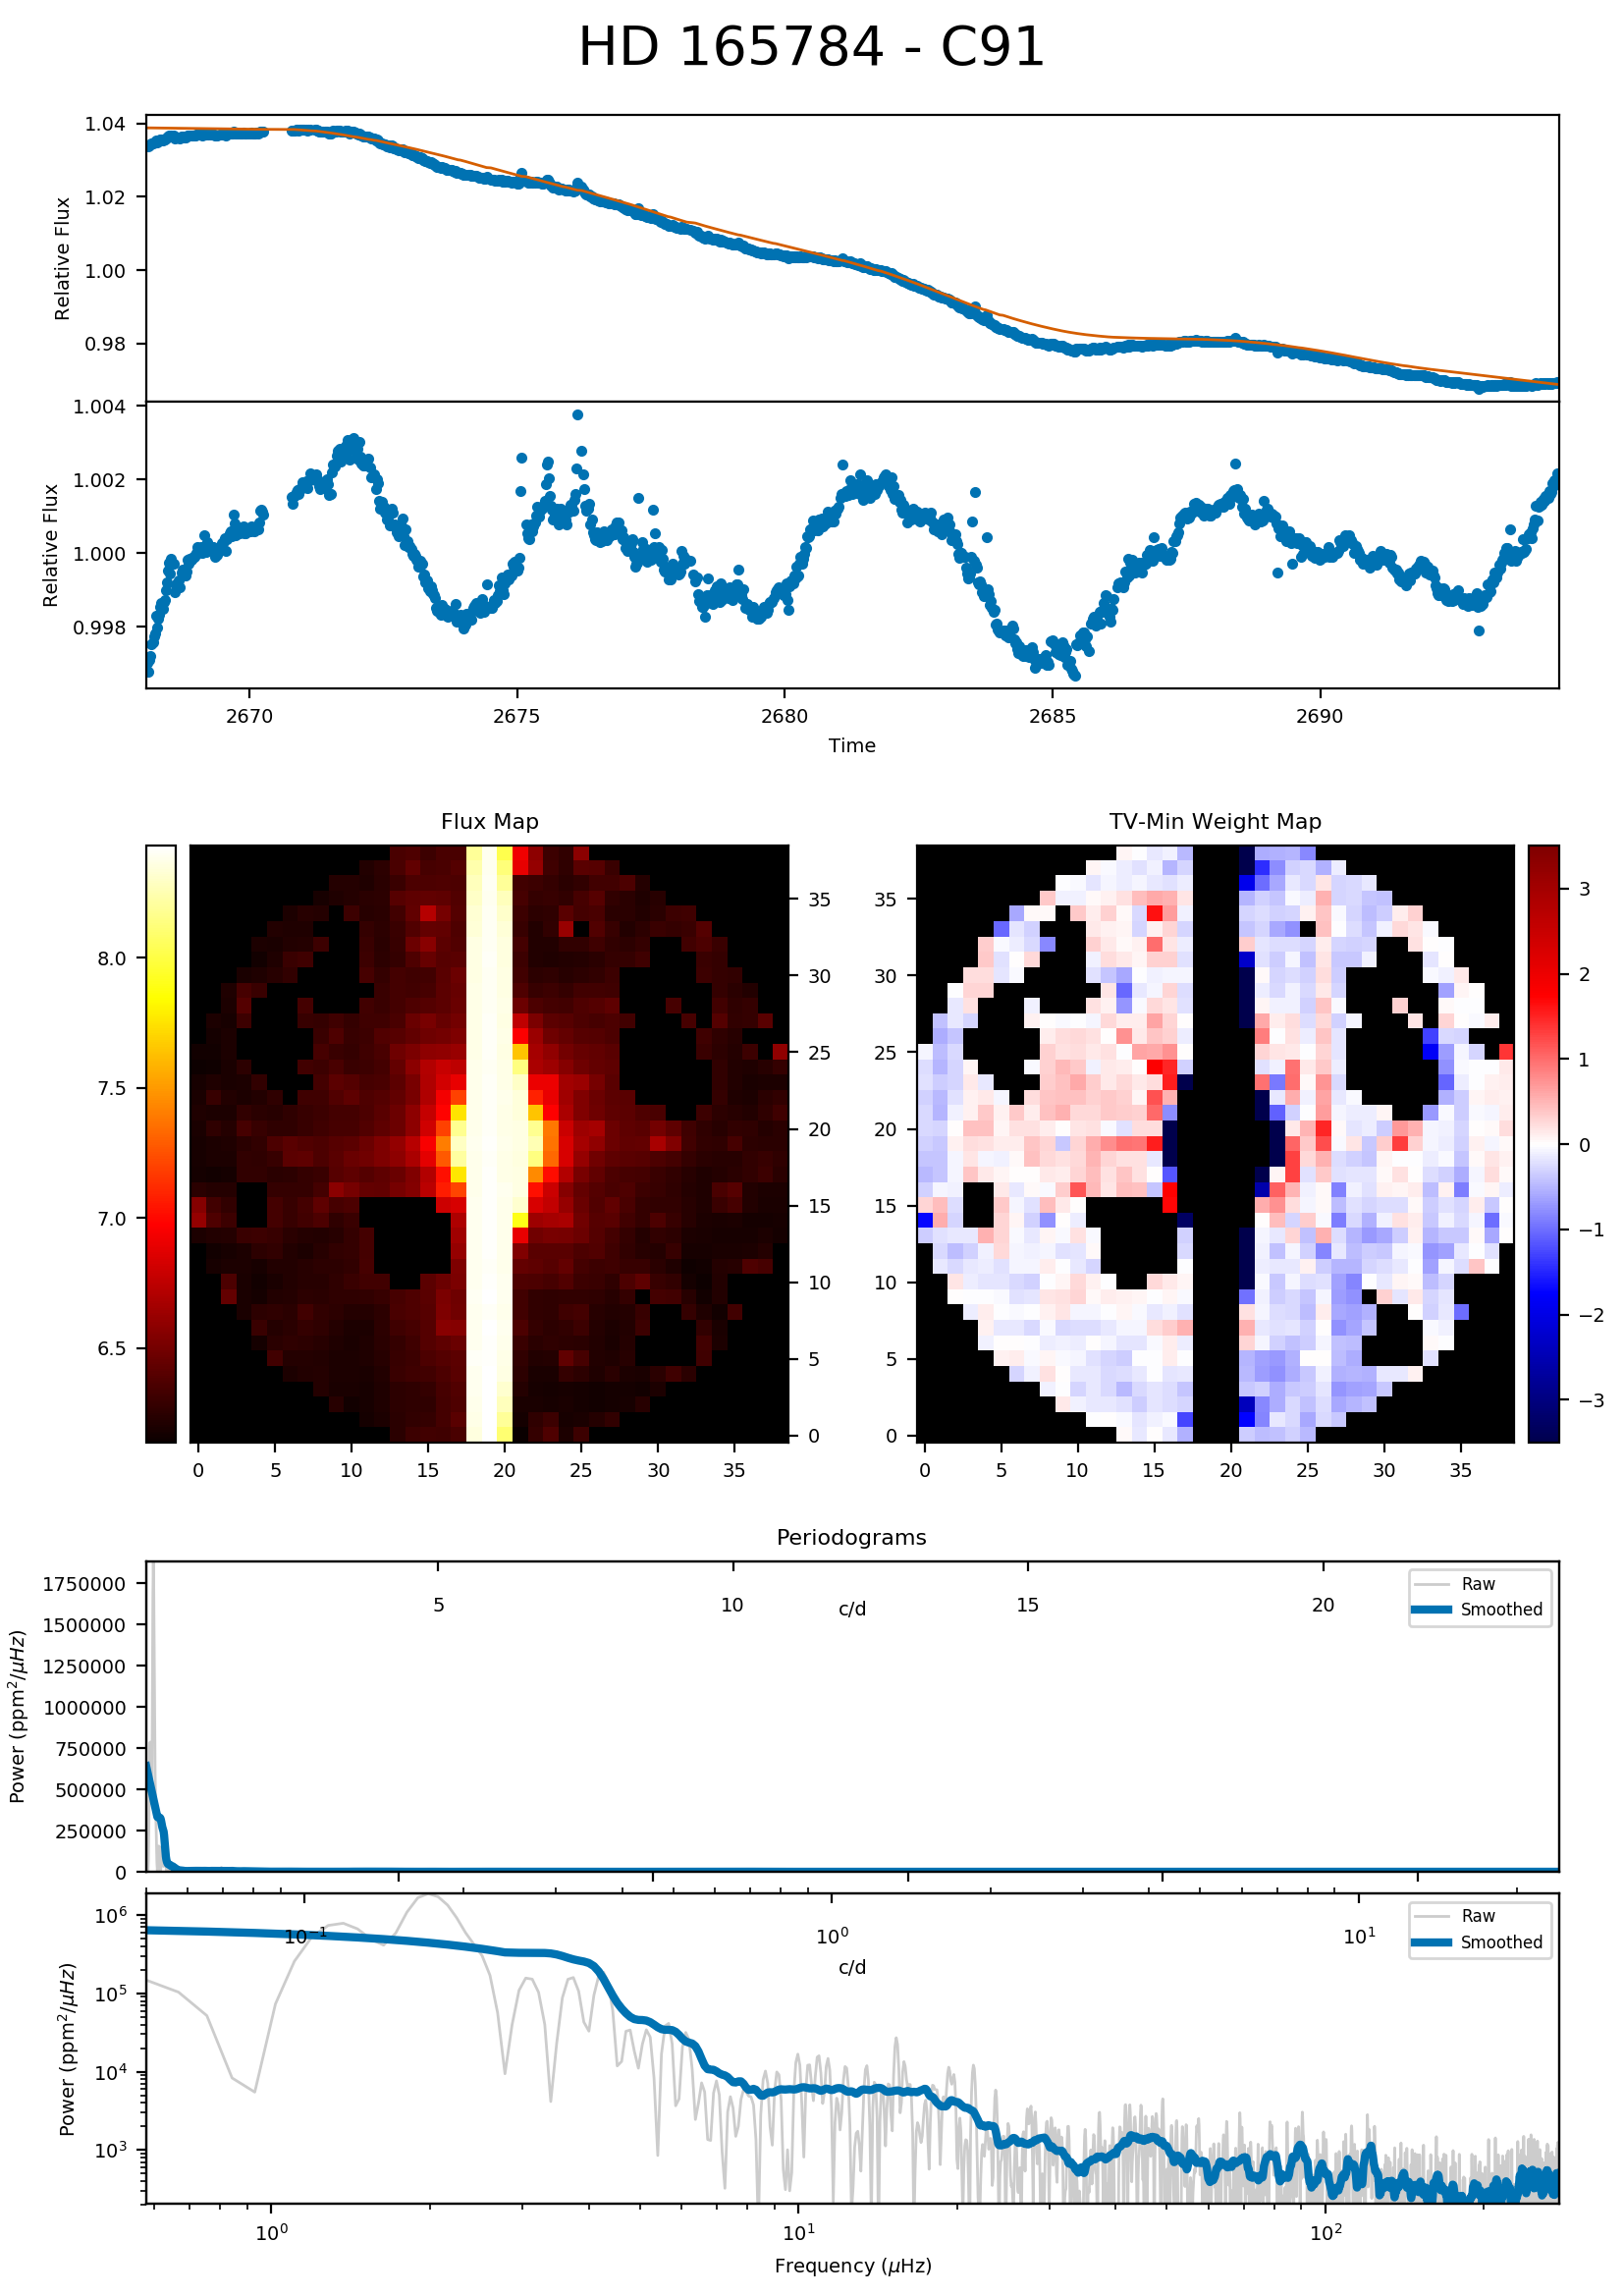 HD 165784 - C91
1.04
1.02
1.00
0.98
Relative Flux
1.004
1.002
1.000
0.998
Relative Flux
2670 2675 2680 2685 2690
Time
Flux Map
TV-Min Weight Map
8.0
7.5
7.0
6.5
35
30
25
20
15
10
5
0
0 5 10 15 20 25 30 35
35
30
25
20
15
10
5
0
0 5 10 15 20 25 30 35
3
2
1
0
−1
−2
−3
Periodograms
1750000
1500000
1250000
1000000
750000
500000
250000
0
Power (ppm²/μHz)
5 10 15 20
c/d
Raw
Smoothed
10⁶
10⁵
10⁴
10³
Power (ppm²/μHz)
10⁻¹ 10⁰ 10¹
c/d
Raw
Smoothed
10⁰ 10¹ 10²
Frequency (μHz)